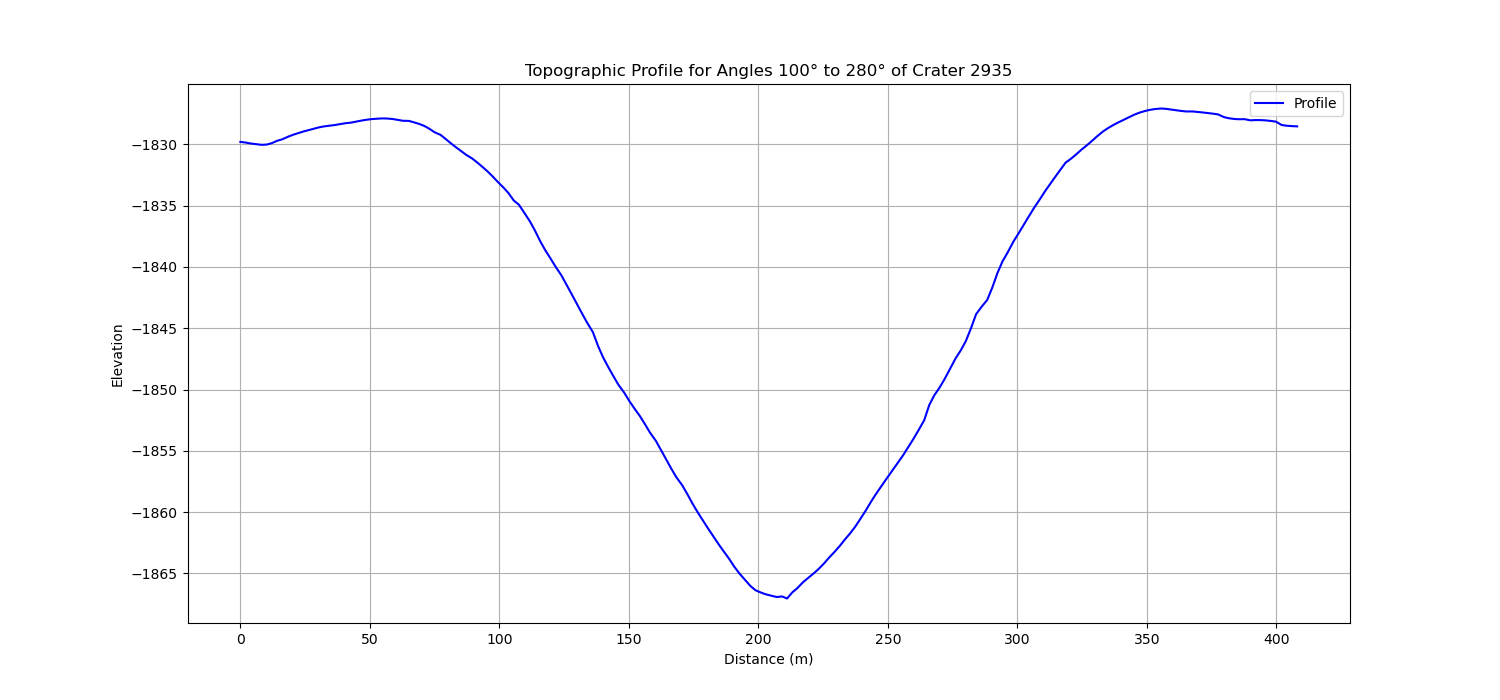 Topographic Profile for Angles 100° to 280° of Crater 2935
Profile
Elevation
−1830
−1835
−1840
−1845
−1850
−1855
−1860
−1865
0 50 100 150 200 250 300 350 400
Distance (m)